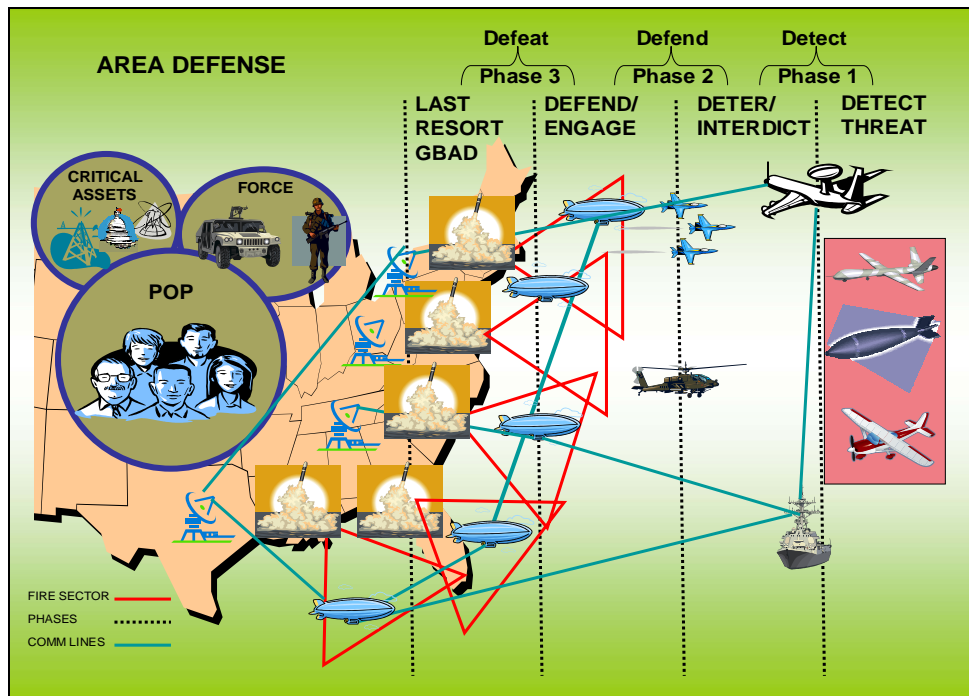 AREA DEFENSE
Defeat
Phase 3
Defend
Phase 2
Detect
Phase 1
LAST
RESORT
GBAD
DEFEND/
ENGAGE
DETER/
INTERDICT
DETECT
THREAT
CRITICAL
ASSETS
FORCE
POP
FIRE SECTOR
PHASES
COMM LINES